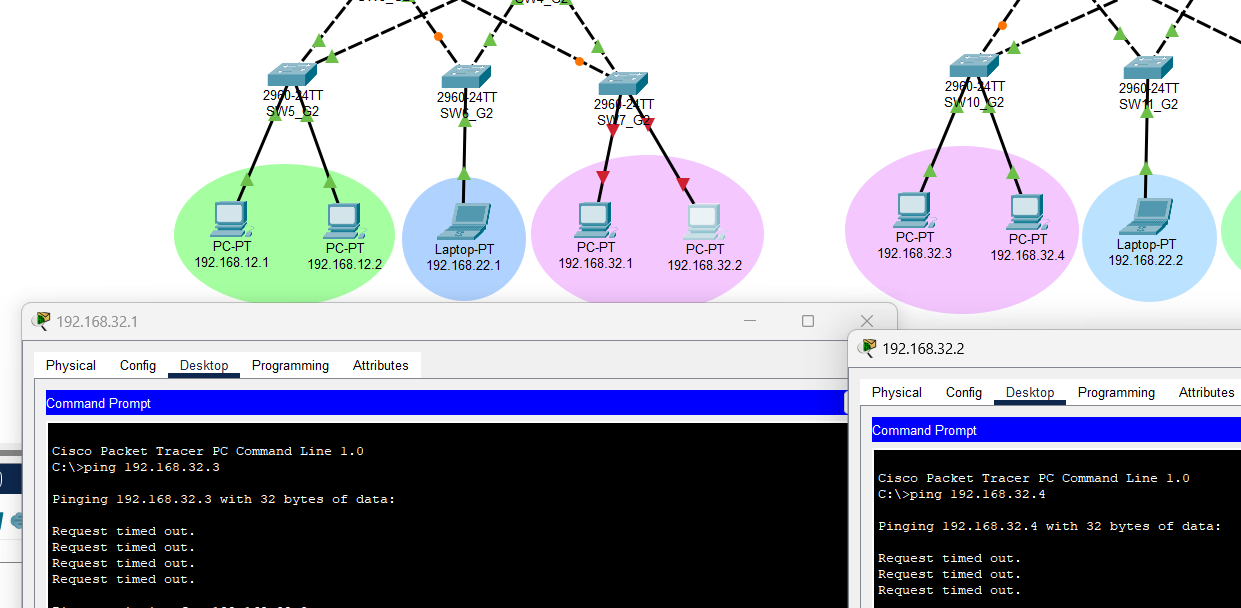 2960-24TT
SW5_G2
2960-24TT
SW6_G2
2960-24TT
SW7_G2
2960-24TT
SW10_G2
2960-24TT
SW11_G2
PC-PT
192.168.12.1
PC-PT
192.168.12.2
Laptop-PT
192.168.22.1
PC-PT
192.168.32.1
PC-PT
192.168.32.2
PC-PT
192.168.32.3
PC-PT
192.168.32.4
Laptop-PT
192.168.22.2
192.168.32.1
Physical Config Desktop Programming Attributes
Command Prompt
Cisco Packet Tracer PC Command Line 1.0
C:\>ping 192.168.32.3
Pinging 192.168.32.3 with 32 bytes of data:
Request timed out.
Request timed out.
Request timed out.
Request timed out.
192.168.32.2
Physical Config Desktop Programming Attributes
Command Prompt
Cisco Packet Tracer PC Command Line 1.0
C:\>ping 192.168.32.4
Pinging 192.168.32.4 with 32 bytes of data:
Request timed out.
Request timed out.
Request timed out.